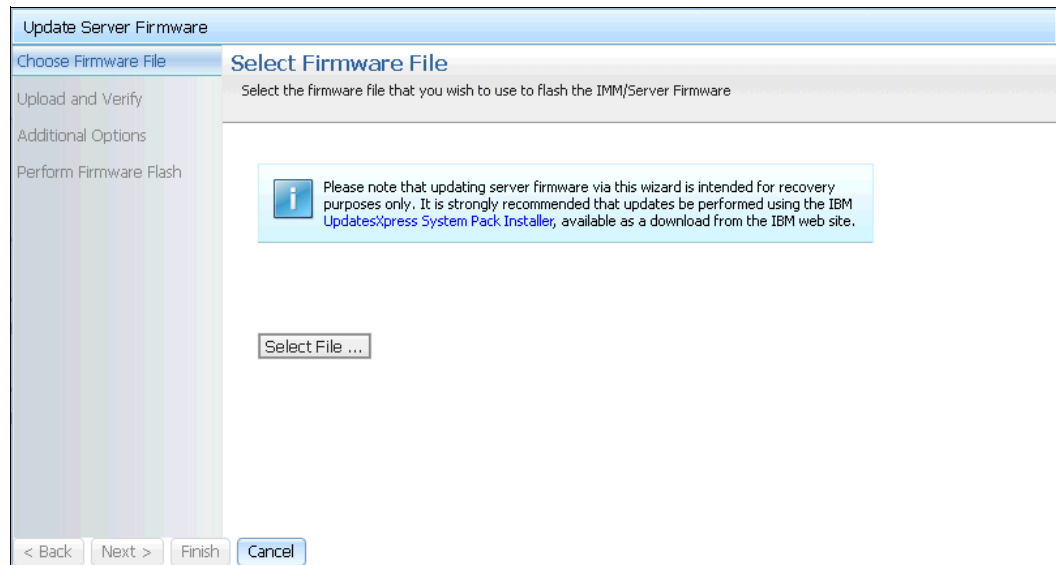 Update Server Firmware
Choose Firmware File
Upload and Verify
Additional Options
Perform Firmware Flash
Select Firmware File
Select the firmware file that you wish to use to flash the IMM/Server Firmware
i
Please note that updating server firmware via this wizard is intended for recovery
purposes only. It is strongly recommended that updates be performed using the IBM
UpdatesXpress System Pack Installer, available as a download from the IBM web site.
Select File ...
< Back Next > Finish Cancel